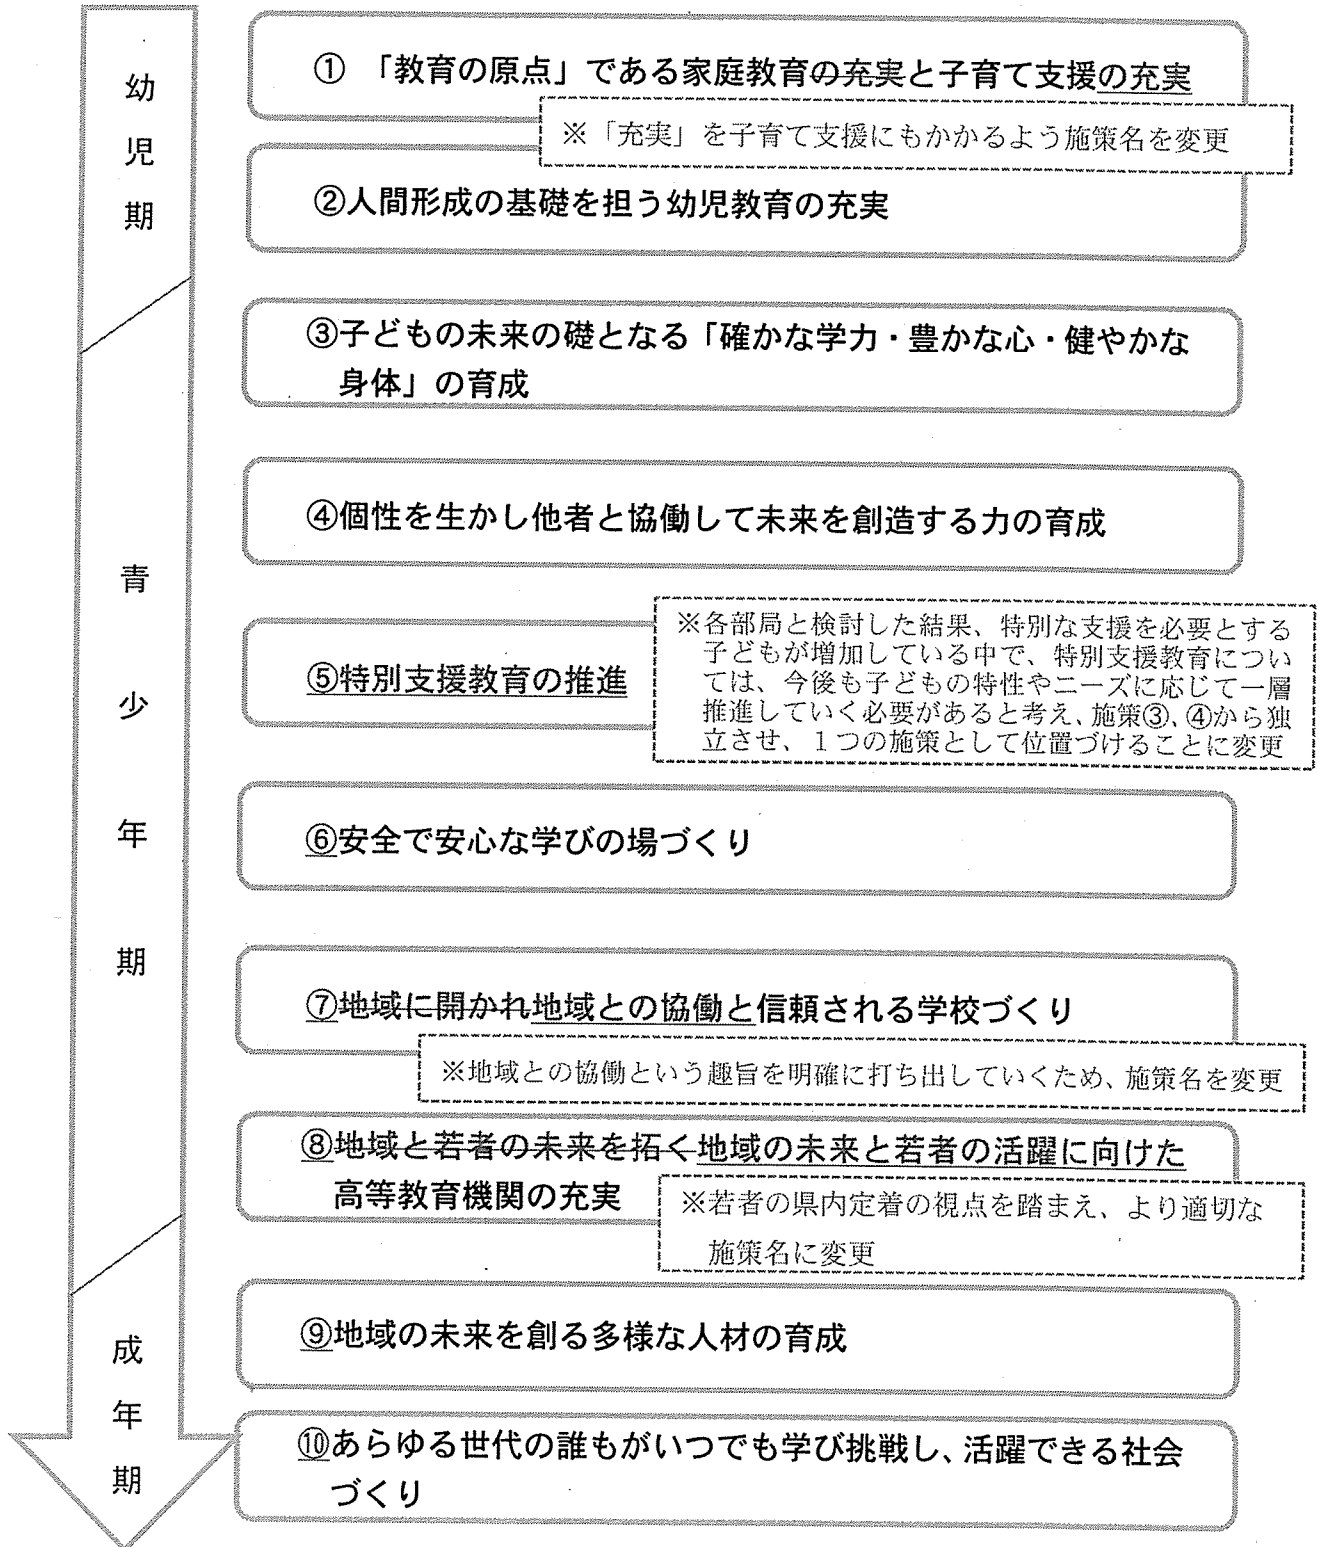 幼児期
①　「教育の原点」である家庭教育の充実と子育て支援の充実
※「充実」を子育て支援にもかかるよう施策名を変更
②人間形成の基礎を担う幼児教育の充実
青少年期
③子どもの未来の礎となる「確かな学力・豊かな心・健やかな
身体」の育成
④個性を生かし他者と協働して未来を創造する力の育成
⑤特別支援教育の推進
※各部局と検討した結果、特別な支援を必要とする
子どもが増加している中で、特別支援教育につい
ては、今後も子どもの特性やニーズに応じて一層
推進していく必要があると考え、施策③、④から独
立させ、１つの施策として位置づけることに変更
⑥安全で安心な学びの場づくり
⑦地域に開かれ地域との協働と信頼される学校づくり
※地域との協働という趣旨を明確に打ち出していくため、施策名を変更
⑧地域と若者の未来を拓く地域の未来と若者の活躍に向けた
高等教育機関の充実
※若者の県内定着の視点を踏まえ、より適切な
施策名に変更
成年期
⑨地域の未来を創る多様な人材の育成
⑩あらゆる世代の誰もがいつでも学び挑戦し、活躍できる社会
づくり